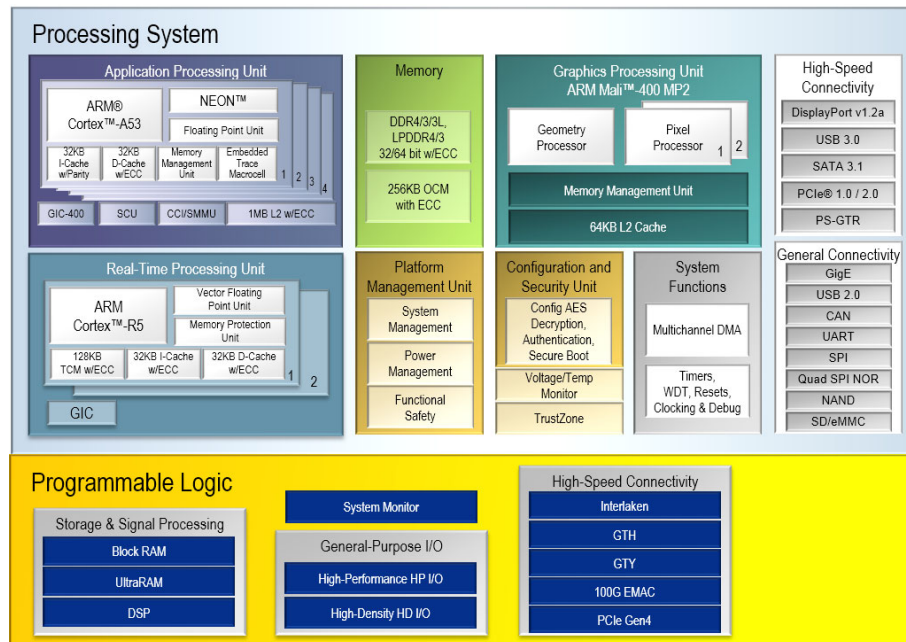 Processing System
Application Processing Unit
ARM®
Cortex™-A53
NEON™
Floating Point Unit
32KB
I-Cache
w/Parity
32KB
D-Cache
w/ECC
Memory
Management
Unit
Embedded
Trace
Macrocell
1
2
3
4
GIC-400
SCU
CCI/SMMU
1MB L2 w/ECC
Memory
DDR4/3/3L,
LPDDR4/3
32/64 bit w/ECC
256KB OCM
with ECC
Graphics Processing Unit
ARM Mali™-400 MP2
Geometry
Processor
Pixel
Processor
1
2
Memory Management Unit
64KB L2 Cache
High-Speed
Connectivity
DisplayPort v1.2a
USB 3.0
SATA 3.1
PCIe® 1.0 / 2.0
PS-GTR
Real-Time Processing Unit
ARM
Cortex™-R5
Vector Floating
Point Unit
Memory Protection
Unit
128KB
TCM w/ECC
32KB I-Cache
w/ECC
32KB D-Cache
w/ECC
1
2
GIC
Platform
Management Unit
System
Management
Power
Management
Functional
Safety
Configuration and
Security Unit
Config AES
Decryption,
Authentication,
Secure Boot
Voltage/Temp
Monitor
TrustZone
System
Functions
Multichannel DMA
Timers,
WDT, Resets,
Clocking & Debug
General Connectivity
GigE
USB 2.0
CAN
UART
SPI
Quad SPI NOR
NAND
SD/eMMC
Programmable Logic
Storage & Signal Processing
Block RAM
UltraRAM
DSP
System Monitor
General-Purpose I/O
High-Performance HP I/O
High-Density HD I/O
High-Speed Connectivity
Interlaken
GTH
GTY
100G EMAC
PCIe Gen4